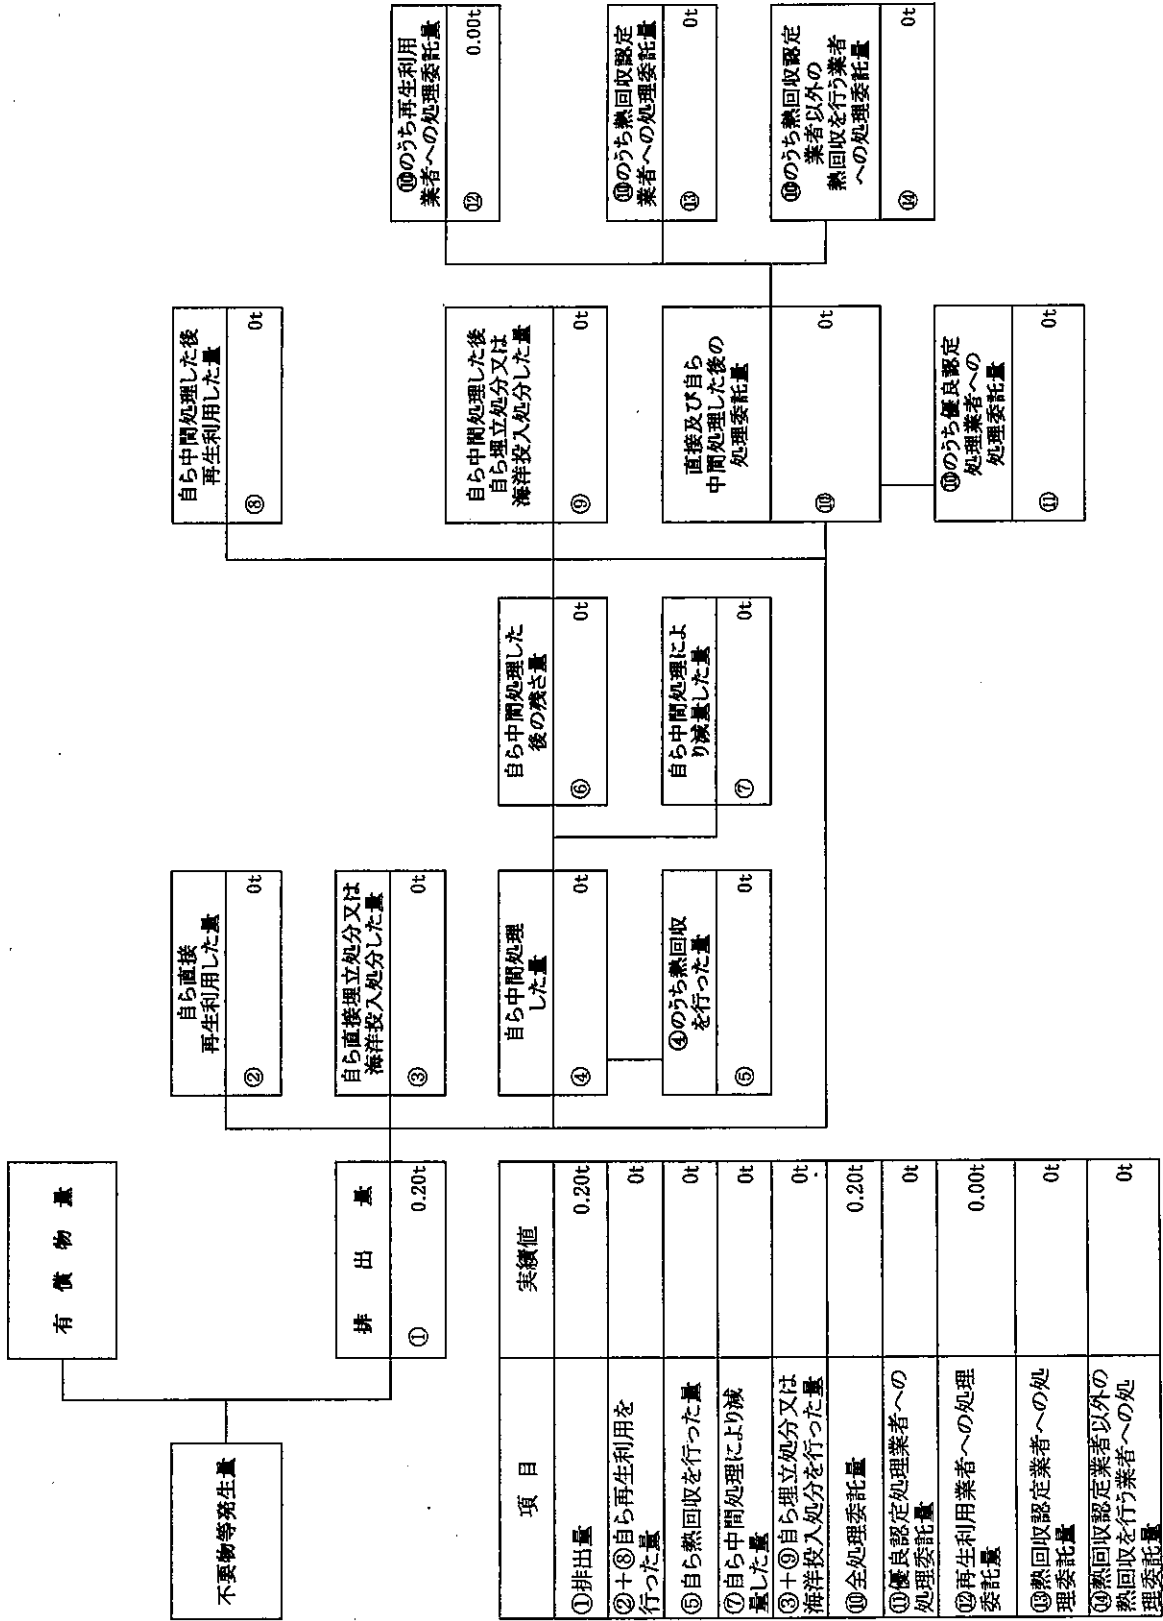 不要物等発生量
有償物量
排出量
① 0.20t
自ら直接
再生利用した量
② 0t
自ら直接埋立処分又は
海洋投入処分した量
③ 0t
自ら中間処理
した量
④ 0t
④のうち熱回収
を行った量
⑤ 0t
自ら中間処理した
後の残さ量
⑥ 0t
自ら中間処理によ
り減量した量
⑦ 0t
自ら中間処理した後
再生利用した量
⑧ 0t
自ら中間処理した後
自ら埋立処分又は
海洋投入処分した量
⑨ 0t
直接及び自ら
中間処理した後の
処理委託量
⑩ 0t
⑩のうち優良認定
処理業者への
処理委託量
⑪ 0t
⑩のうち再生利用
業者への処理委託量
⑫ 0.00t
⑩のうち熱回収認定
業者への処理委託量
⑬ 0t
⑩のうち熱回収認定
業者以外の
熱回収を行う業者
への処理委託量
⑭ 0t
項目 実績値
①排出量 0.20t
②+⑧自ら再生利用を
行った量 0t
⑤自ら熱回収を行った量 0t
⑦自ら中間処理により減
量した量 0t
③+⑨自ら埋立処分又は
海洋投入処分を行った量 0t
⑩全処理委託量 0.20t
⑪優良認定処理業者への
処理委託量 0t
⑫再生利用業者への処理
委託量 0.00t
⑬熱回収認定業者への処
理委託量 0t
⑭熱回収認定業者以外の
熱回収を行う業者への処
理委託量 0t